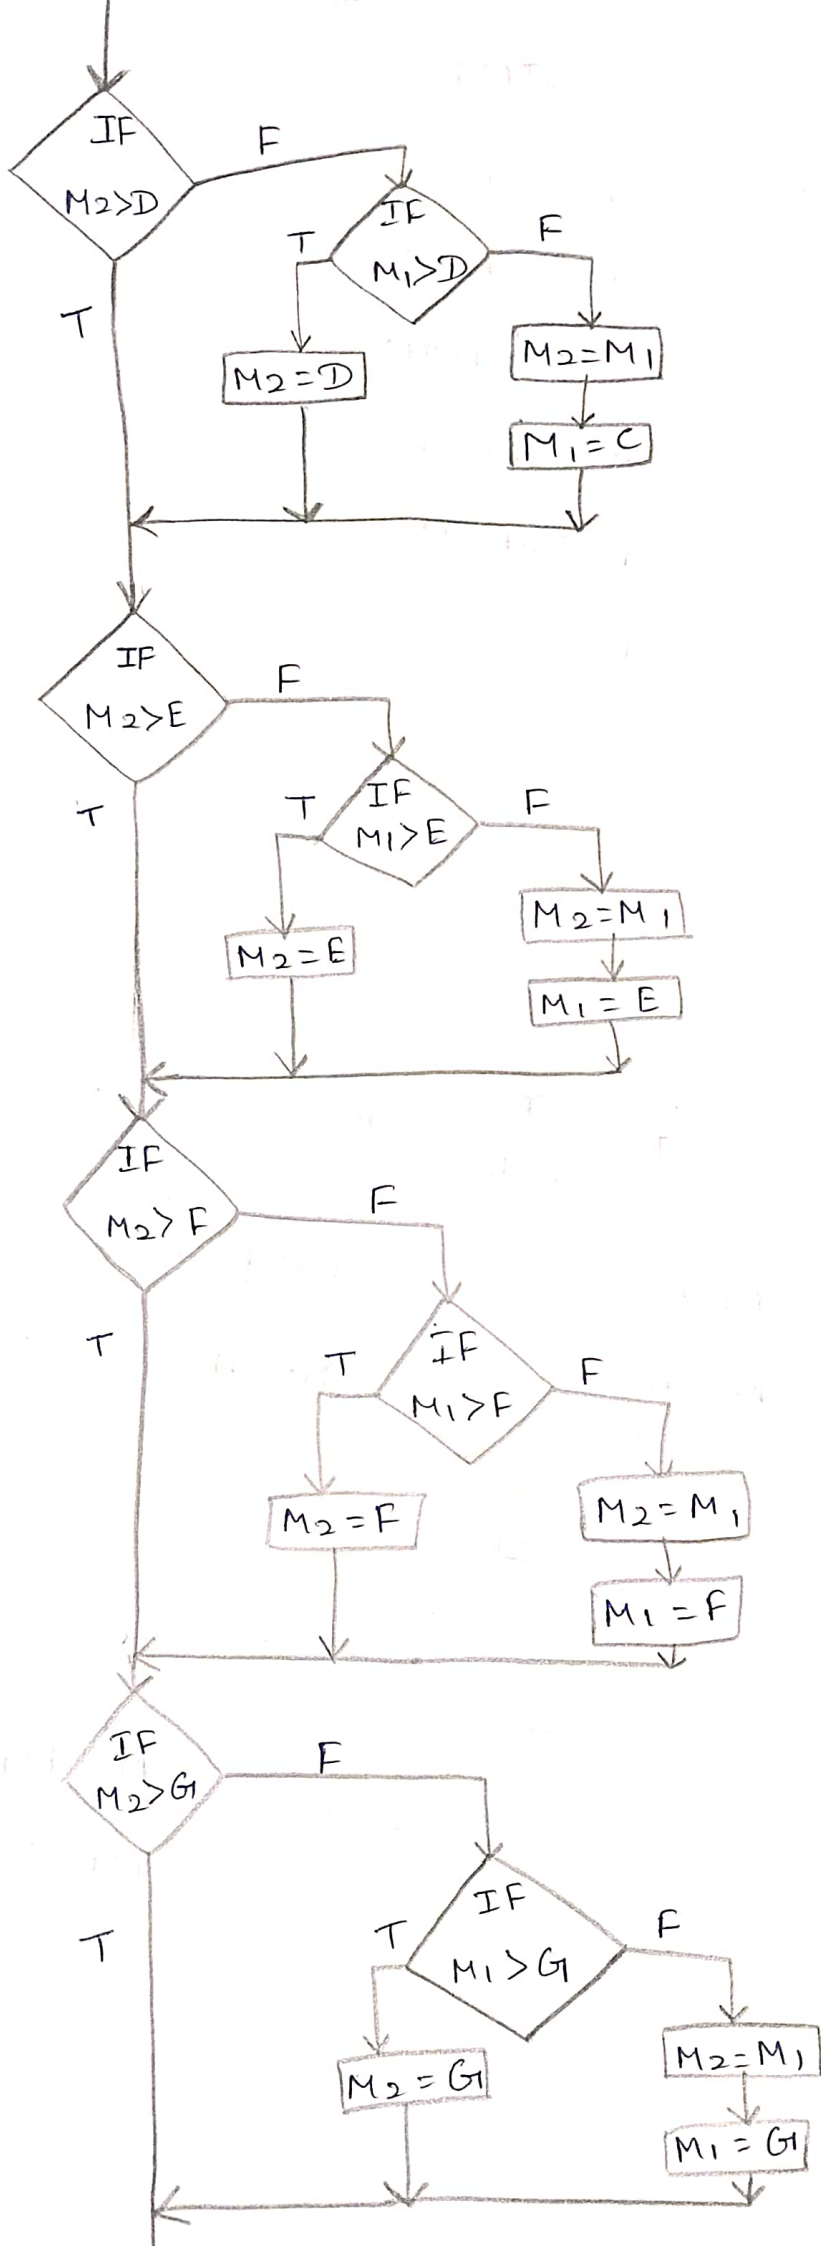 IF
F
M2>D
IF
T
F
M1>D
T
M2=M1
M2=D
M1=C
IF
F
M2>E
IF
T
T
F
M1>E
M2=M1
M2=E
M1=E
IF
F
M2>F
T
IF
T
F
M1>F
M2=F
M2=M1
M1=F
IF
F
M2>G
IF
T
T
F
M1>G
M2=M1
M2=G
M1=G